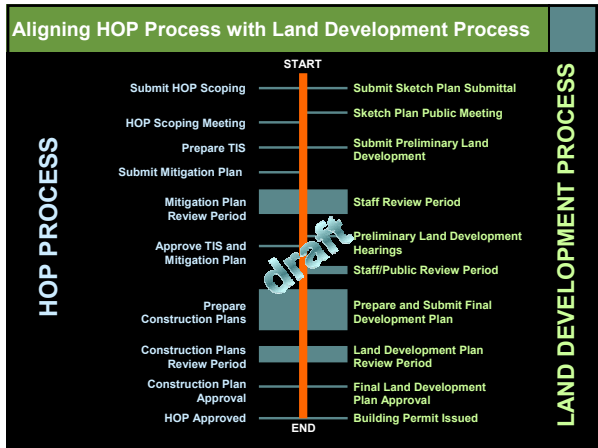 Aligning HOP Process with Land Development Process
START
HOP PROCESS
Submit HOP Scoping
HOP Scoping Meeting
Prepare TIS
Submit Mitigation Plan
Mitigation Plan
Review Period
Approve TIS and
Mitigation Plan
Prepare
Construction Plans
Construction Plans
Review Period
Construction Plan
Approval
HOP Approved
Submit Sketch Plan Submittal
Sketch Plan Public Meeting
Submit Preliminary Land
Development
Staff Review Period
Preliminary Land Development
Hearings
Staff/Public Review Period
Prepare and Submit Final
Development Plan
Land Development Plan
Review Period
Final Land Development
Plan Approval
Building Permit Issued
LAND DEVELOPMENT PROCESS
draft
END